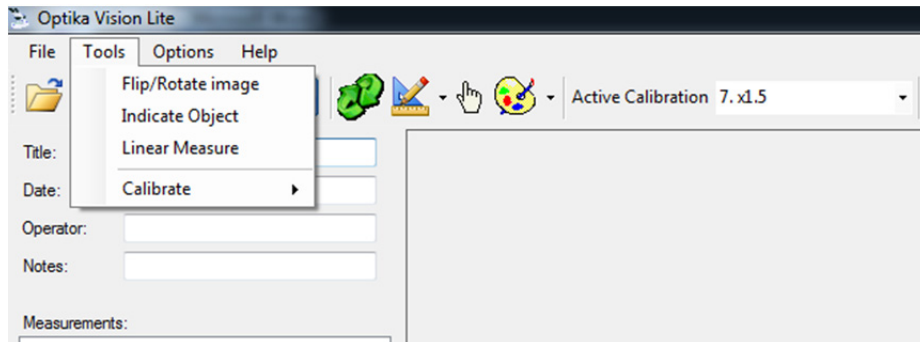 Optika Vision Lite
File Tools Options Help
Flip/Rotate image
Indicate Object
Linear Measure
Calibrate
Active Calibration 7. x1.5
Title:
Date:
Operator:
Notes:
Measurements: